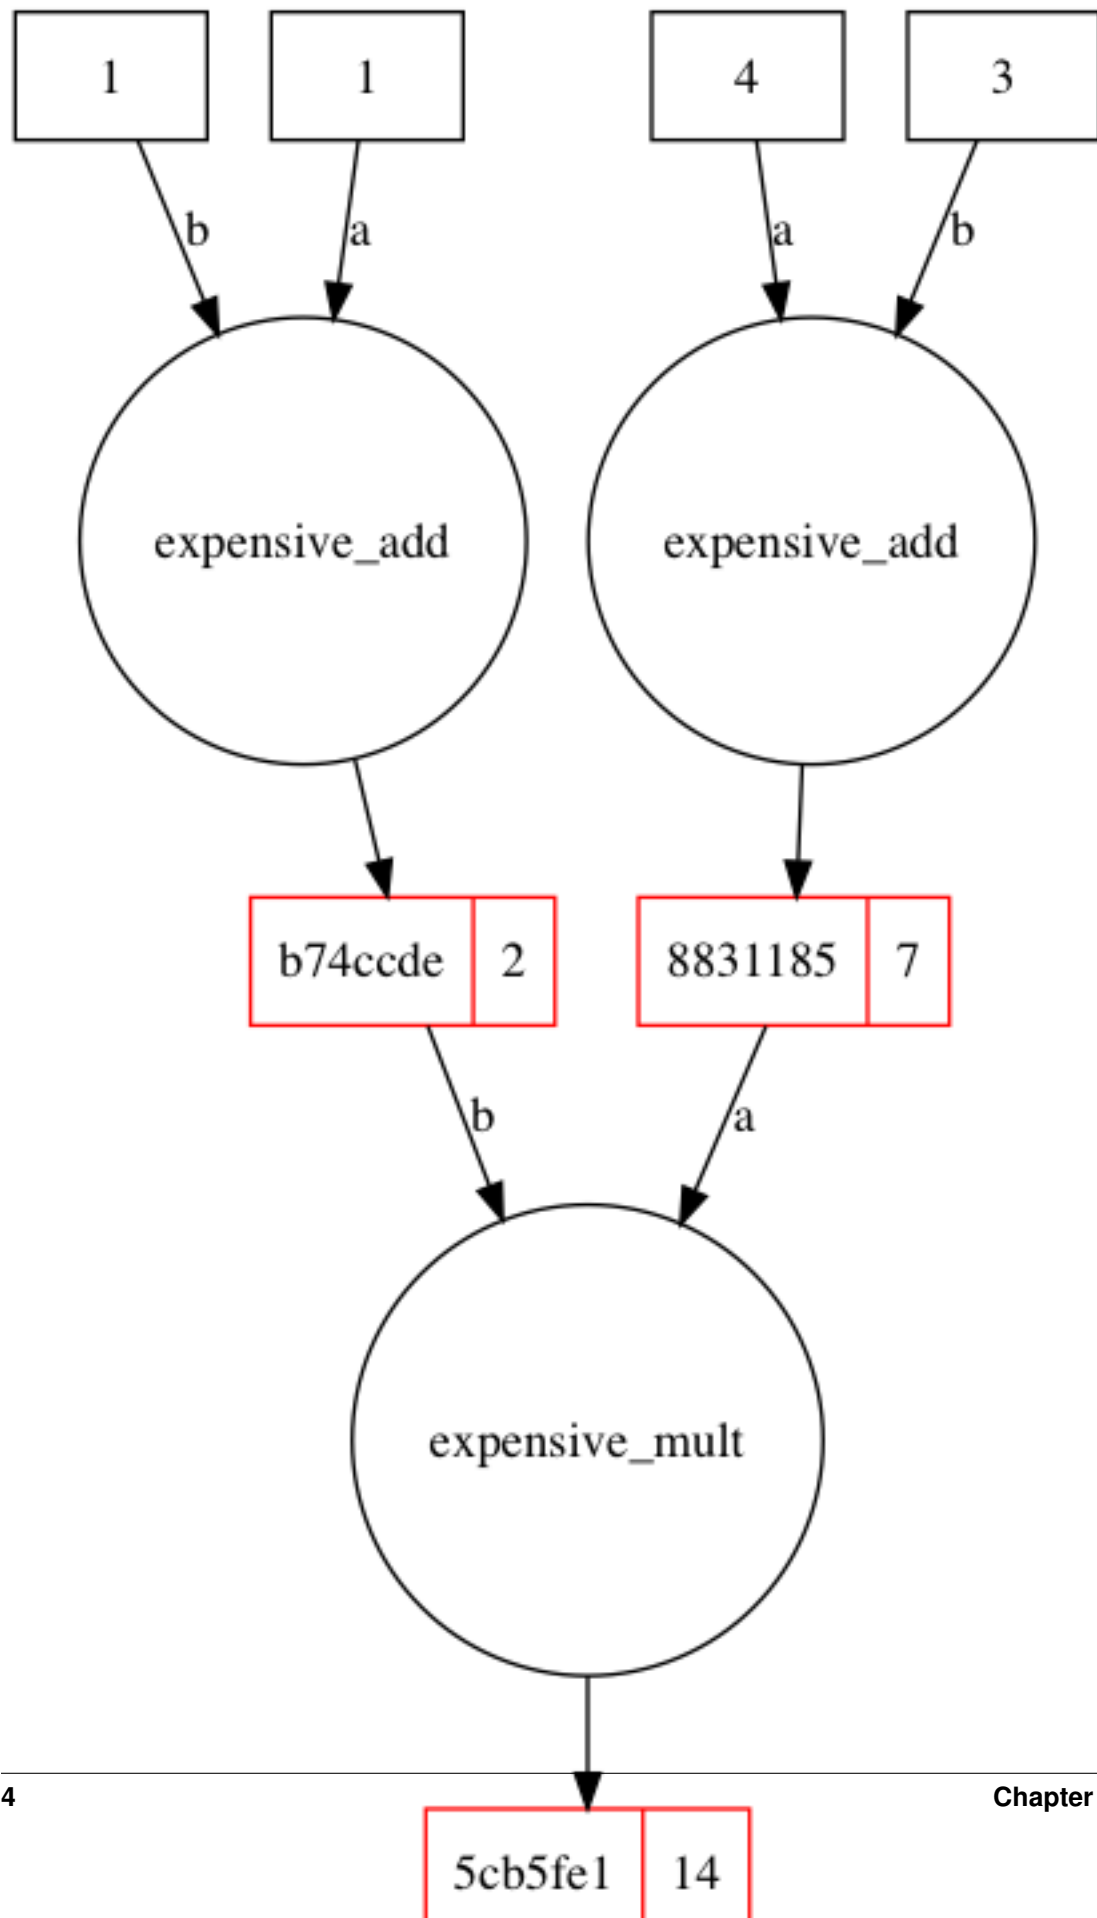 1 1 4 3
b a a b
expensive_add expensive_add
b74ccde 2 8831185 7
b a
expensive_mult
4 Chapter
5cb5fe1 14